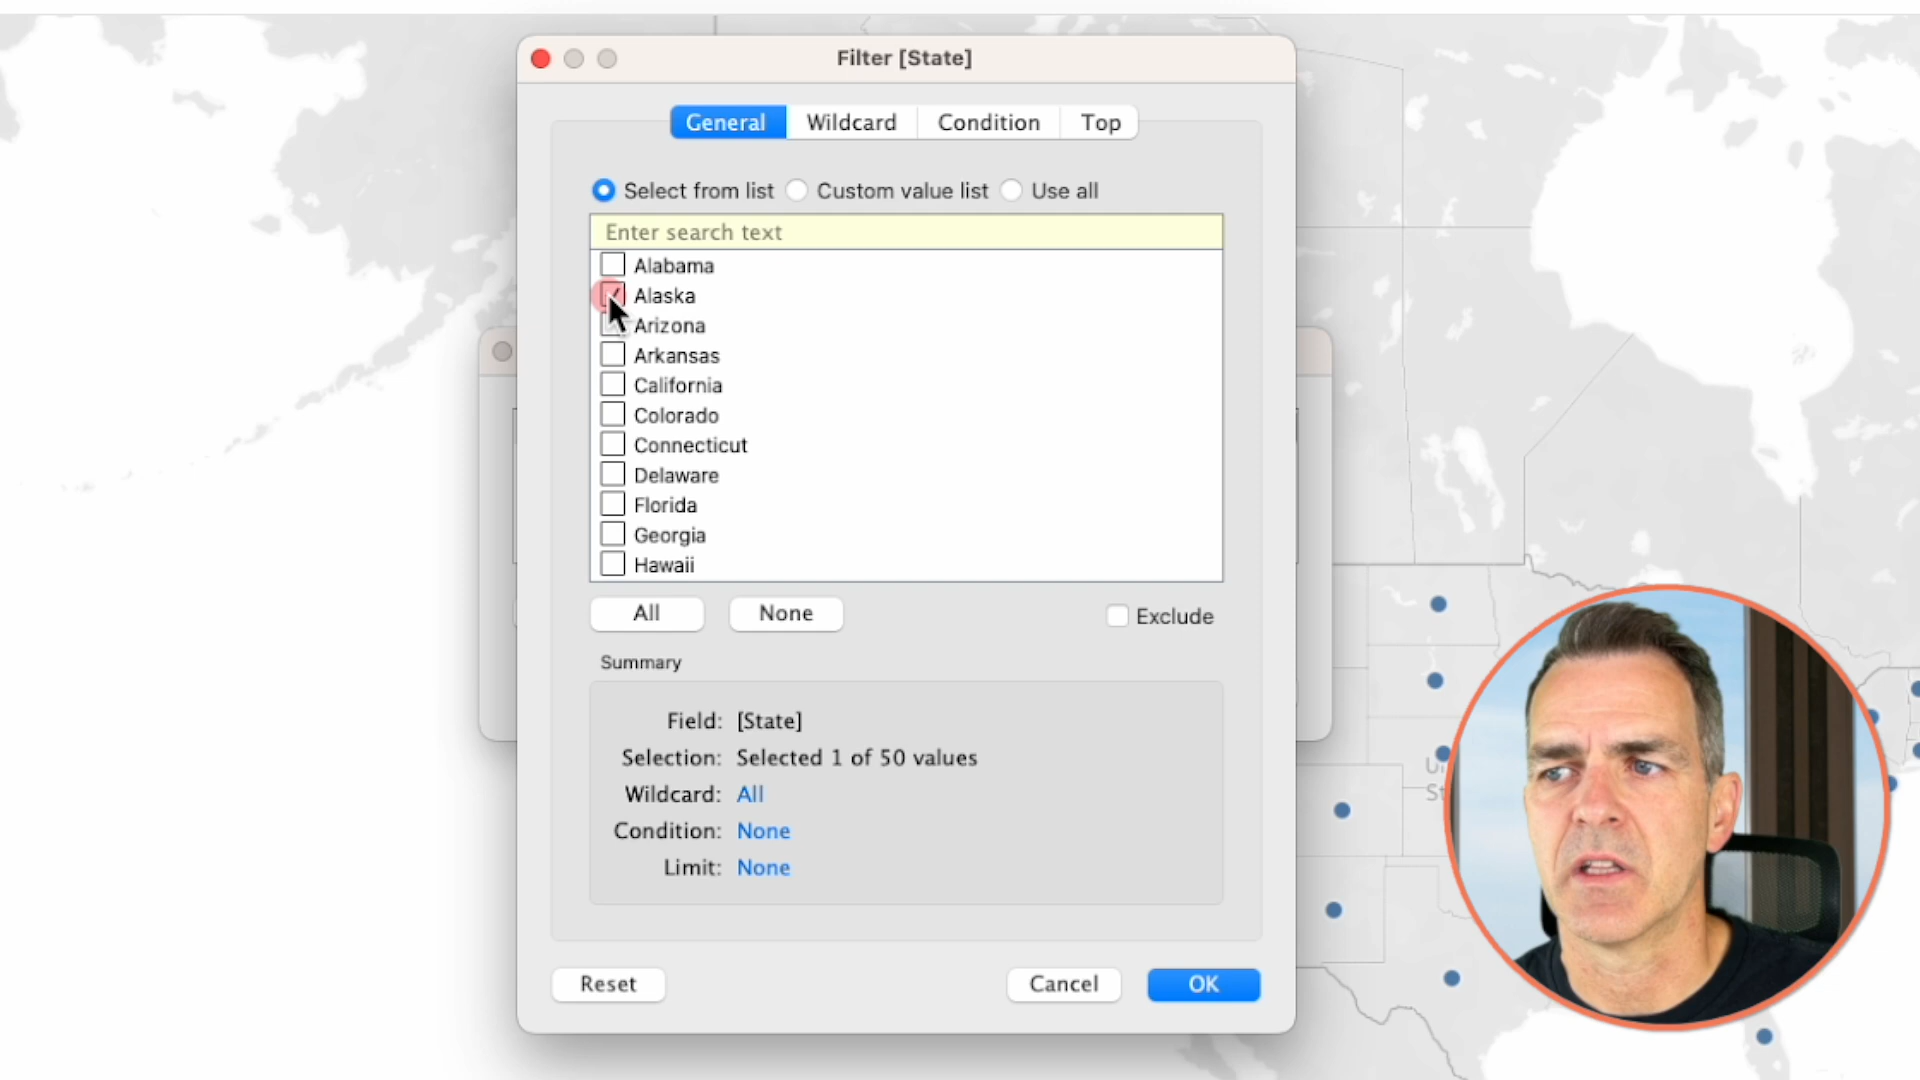 Filter [State]
General Wildcard Condition Top
Select from list Custom value list Use all
Enter search text
Alabama
Alaska
Arizona
Arkansas
California
Colorado
Connecticut
Delaware
Florida
Georgia
Hawaii
All None Exclude
Summary
Field: [State]
Selection: Selected 1 of 50 values
Wildcard: All
Condition: None
Limit: None
Reset Cancel OK